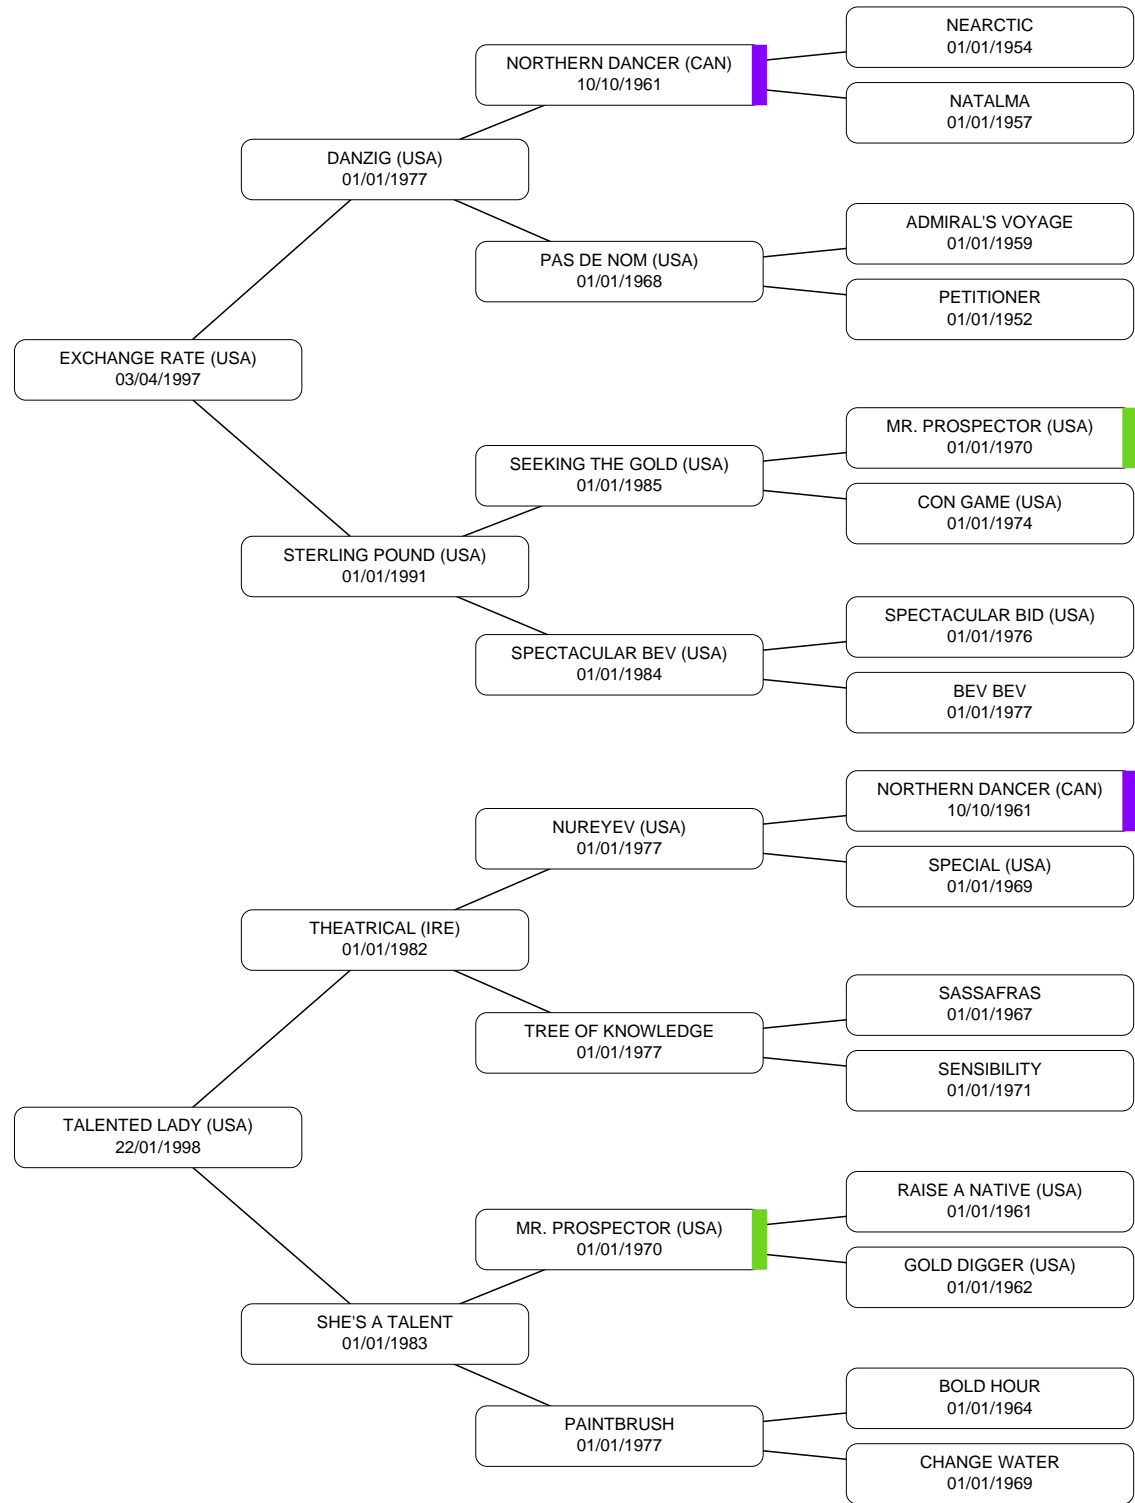 NEARCTIC
01/01/1954
NORTHERN DANCER (CAN)
10/10/1961
NATALMA
01/01/1957
DANZIG (USA)
01/01/1977
ADMIRAL'S VOYAGE
01/01/1959
PAS DE NOM (USA)
01/01/1968
PETITIONER
01/01/1952
EXCHANGE RATE (USA)
03/04/1997
MR. PROSPECTOR (USA)
01/01/1970
SEEKING THE GOLD (USA)
01/01/1985
CON GAME (USA)
01/01/1974
STERLING POUND (USA)
01/01/1991
SPECTACULAR BID (USA)
01/01/1976
SPECTACULAR BEV (USA)
01/01/1984
BEV BEV
01/01/1977
NORTHERN DANCER (CAN)
10/10/1961
NUREYEV (USA)
01/01/1977
SPECIAL (USA)
01/01/1969
THEATRICAL (IRE)
01/01/1982
SASSAFRAS
01/01/1967
TREE OF KNOWLEDGE
01/01/1977
SENSIBILITY
01/01/1971
TALENTED LADY (USA)
22/01/1998
RAISE A NATIVE (USA)
01/01/1961
MR. PROSPECTOR (USA)
01/01/1970
GOLD DIGGER (USA)
01/01/1962
SHE'S A TALENT
01/01/1983
BOLD HOUR
01/01/1964
PAINTBRUSH
01/01/1977
CHANGE WATER
01/01/1969